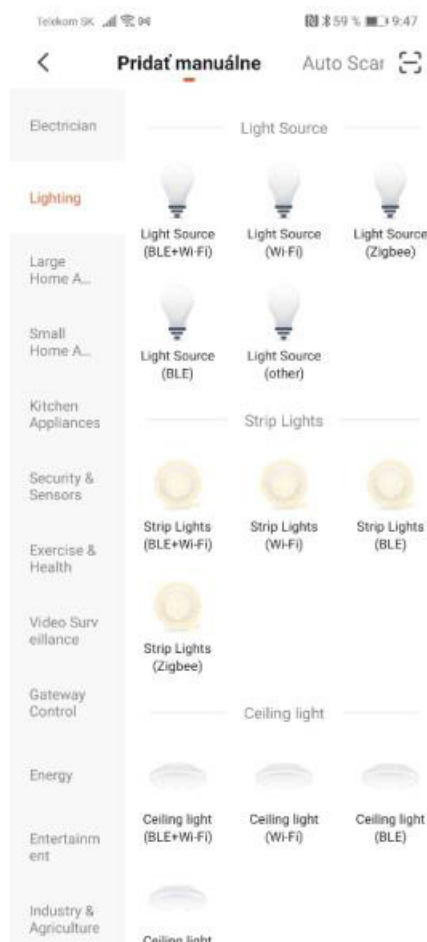 Telekom SK 59 % 9:47
Pridať manuálne Auto Scar
Electrician
Lighting
Large
Home A...
Small
Home A...
Kitchen
Appliances
Security &
Sensors
Exercise &
Health
Video Surv
eillance
Gateway
Control
Energy
Entertainm
ent
Industry &
Agriculture
Light Source
Light Source Light Source Light Source
(BLE+Wi-Fi) (Wi-Fi) (Zigbee)
Light Source Light Source
(BLE) (other)
Strip Lights
Strip Lights Strip Lights Strip Lights
(BLE+Wi-Fi) (Wi-Fi) (BLE)
Strip Lights
(Zigbee)
Ceiling light
Ceiling light Ceiling light Ceiling light
(BLE+Wi-Fi) (Wi-Fi) (BLE)
Ceiling light